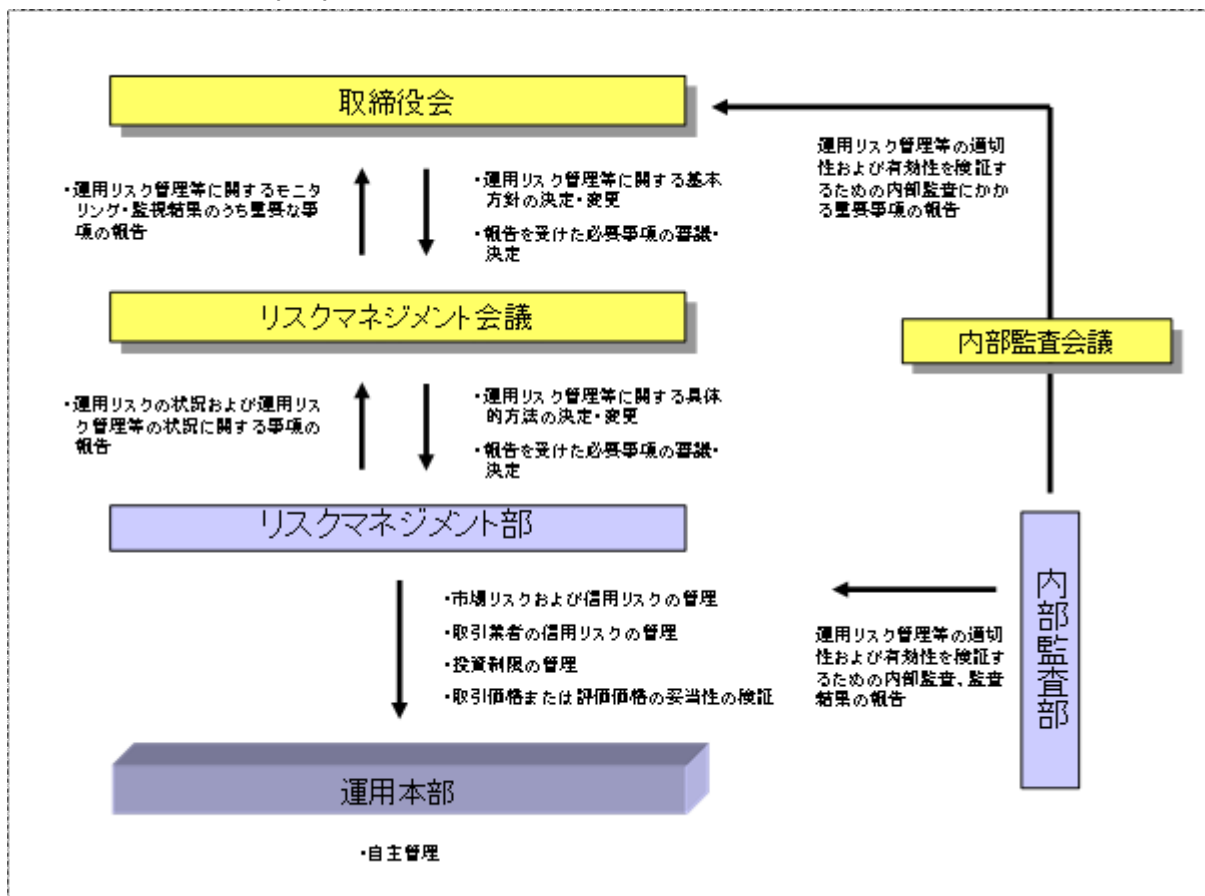 取締役会
・運用リスク管理等に関するモニ
タリング・監視結果のうち重要な事
項の報告
・運用リスク管理等に関する基本
方針の決定・変更
・報告を受けた必要事項の審議・
決定
運用リスク管理等の適切
性および有効性を検証す
るための内部監査にかか
る重要事項の報告
リスクマネジメント会議
内部監査会議
・運用リスクの状況および運用リス
ク管理等の状況に関する事項の
報告
・運用リスク管理等に関する具体
的方法の決定・変更
・報告を受けた必要事項の審議・
決定
リスクマネジメント部
・市場リスクおよび信用リスクの管理
・取引業者の信用リスクの管理
・投資制限の管理
・取引価格または評価価格の妥当性の検証
運用リスク管理等の適切
性および有効性を検証す
るための内部監査、監査
結果の報告
内部監査部
運用本部
・自主管理